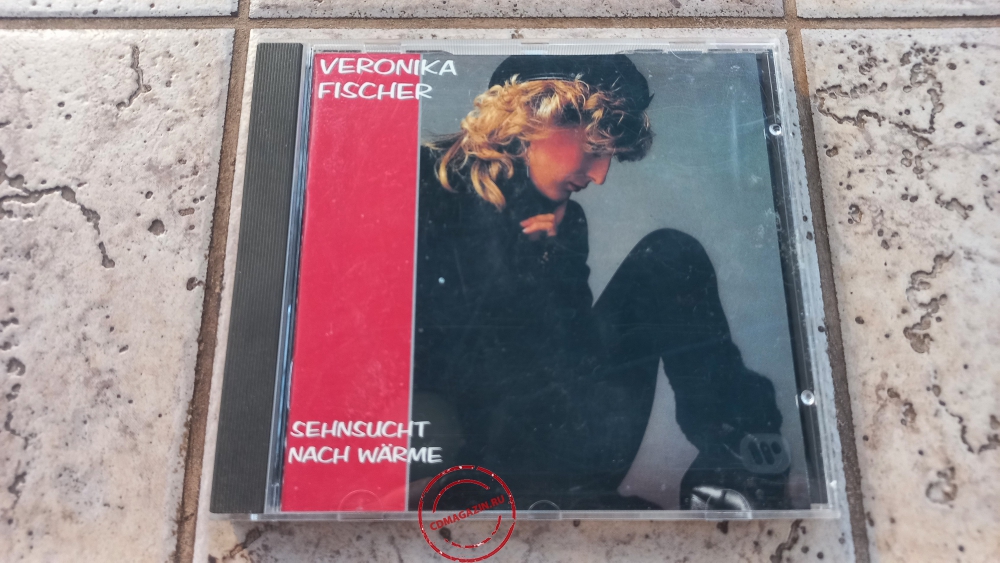 VERONIKA
FISCHER
SEHNSUCHT
NACH WÄRME
CDMAGAZIN.RU